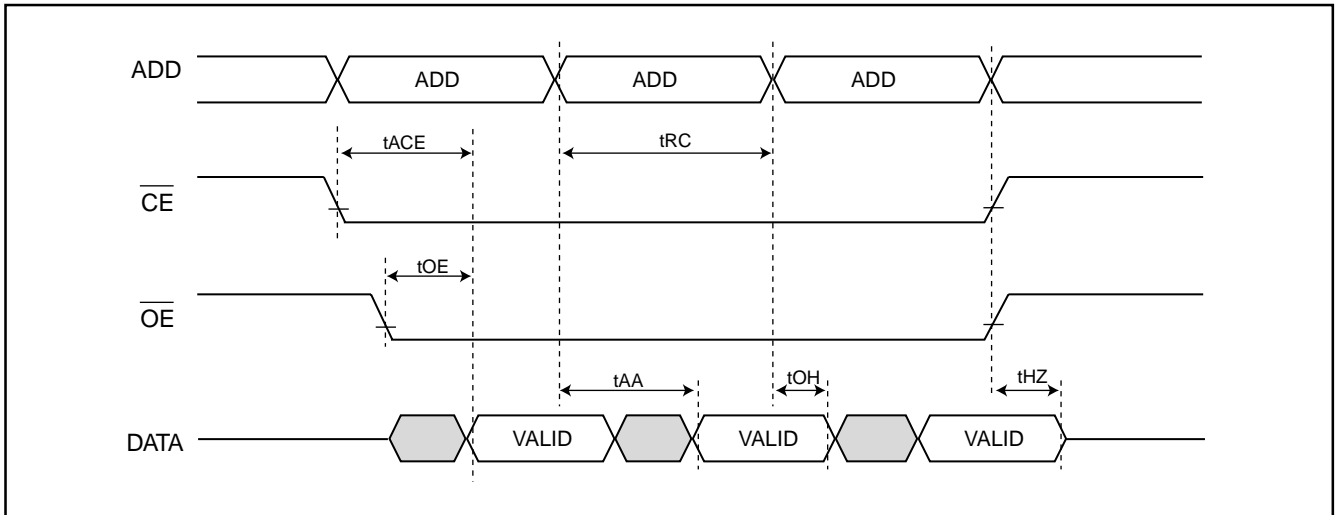 ADD ADD ADD ADD
tACE tRC
CE
tOE
OE
tAA tOH tHZ
DATA VALID VALID VALID